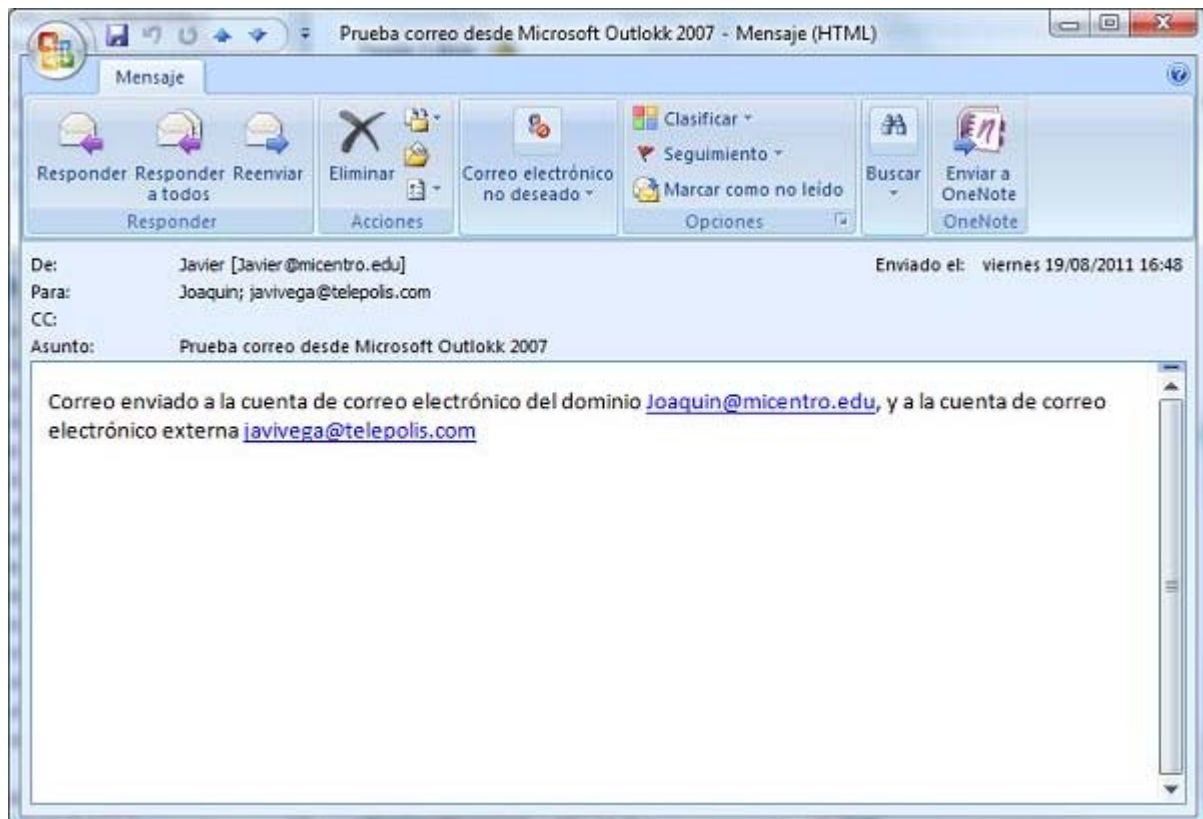 Prueba correo desde Microsoft Outlokk 2007 - Mensaje (HTML)
Mensaje
Responder Responder a todos Reenviar
Responder
Eliminar
Acciones
Correo electrónico no deseado
Clasificar
Seguimiento
Marcar como no leído
Opciones
Buscar
Enviar a OneNote
OneNote
De: Javier [Javier@micentro.edu] Enviado el: viernes 19/08/2011 16:48
Para: Joaquin; javivega@telepolis.com
CC:
Asunto: Prueba correo desde Microsoft Outlokk 2007
Correo enviado a la cuenta de correo electrónico del dominio Joaquin@micentro.edu, y a la cuenta de correo
electrónico externa javivega@telepolis.com